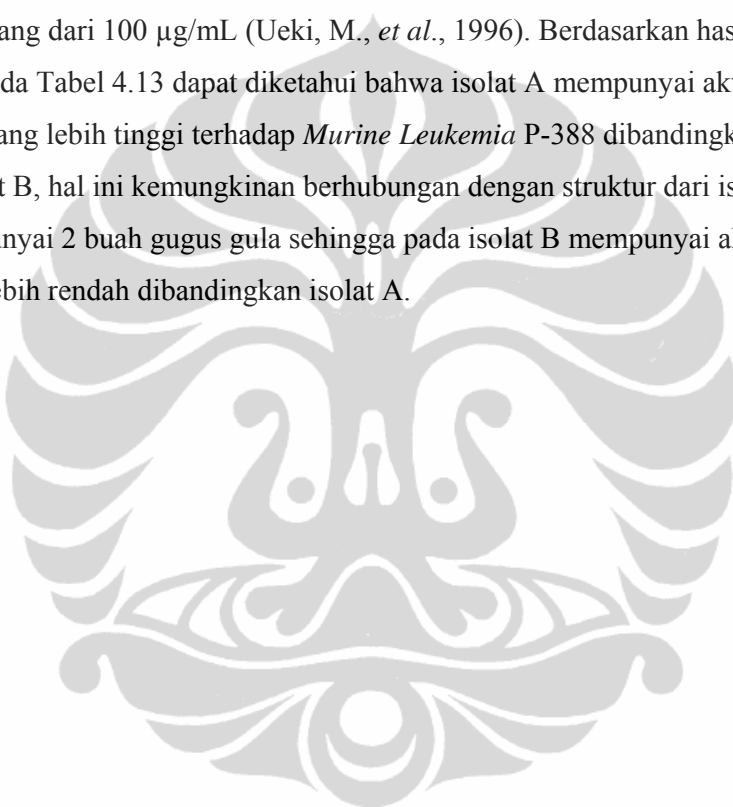 ang dari 100 µg/mL (Ueki, M., et al., 1996). Berdasarkan has
da Tabel 4.13 dapat diketahui bahwa isolat A mempunyai ak
ang lebih tinggi terhadap Murine Leukemia P-388 dibandingk
t B, hal ini kemungkinan berhubungan dengan struktur dari is
nyai 2 buah gugus gula sehingga pada isolat B mempunyai a
ebih rendah dibandingkan isolat A.